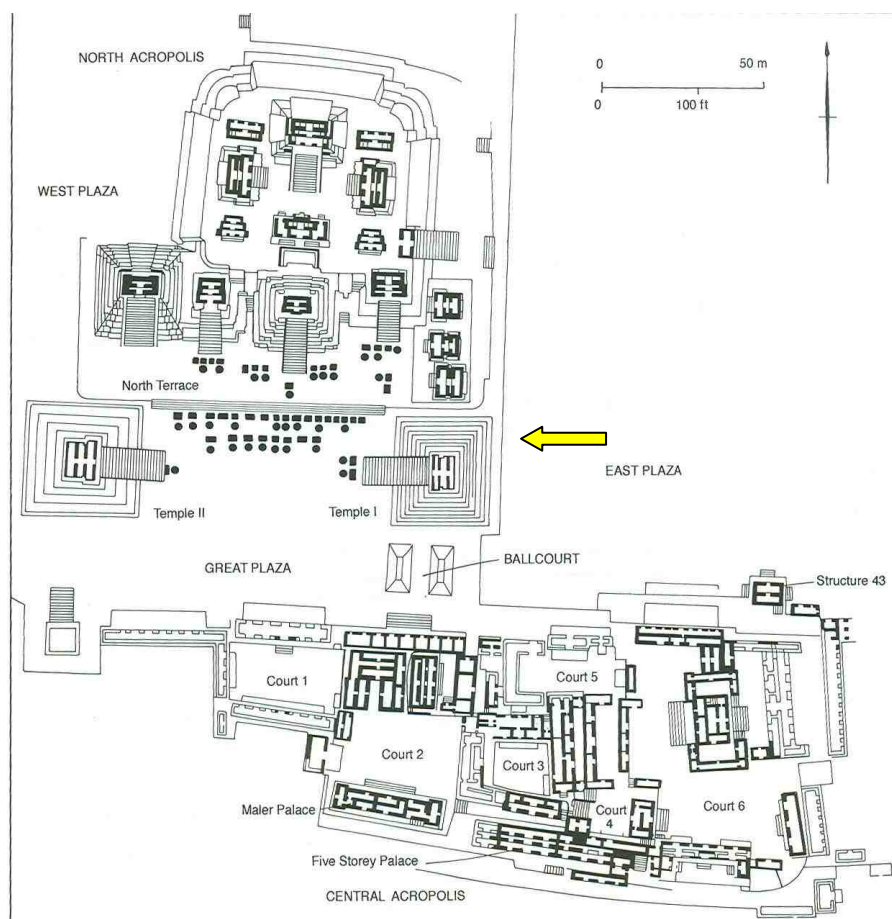 NORTH ACROPOLIS
0 50 m
0 100 ft
WEST PLAZA
North Terrace
EAST PLAZA
Temple II
Temple I
BALLCOURT
GREAT PLAZA
Structure 43
Court 1
Court 5
Court 2
Court 3
Maler Palace
Court
4
Court 6
Five Storey Palace
CENTRAL ACROPOLIS